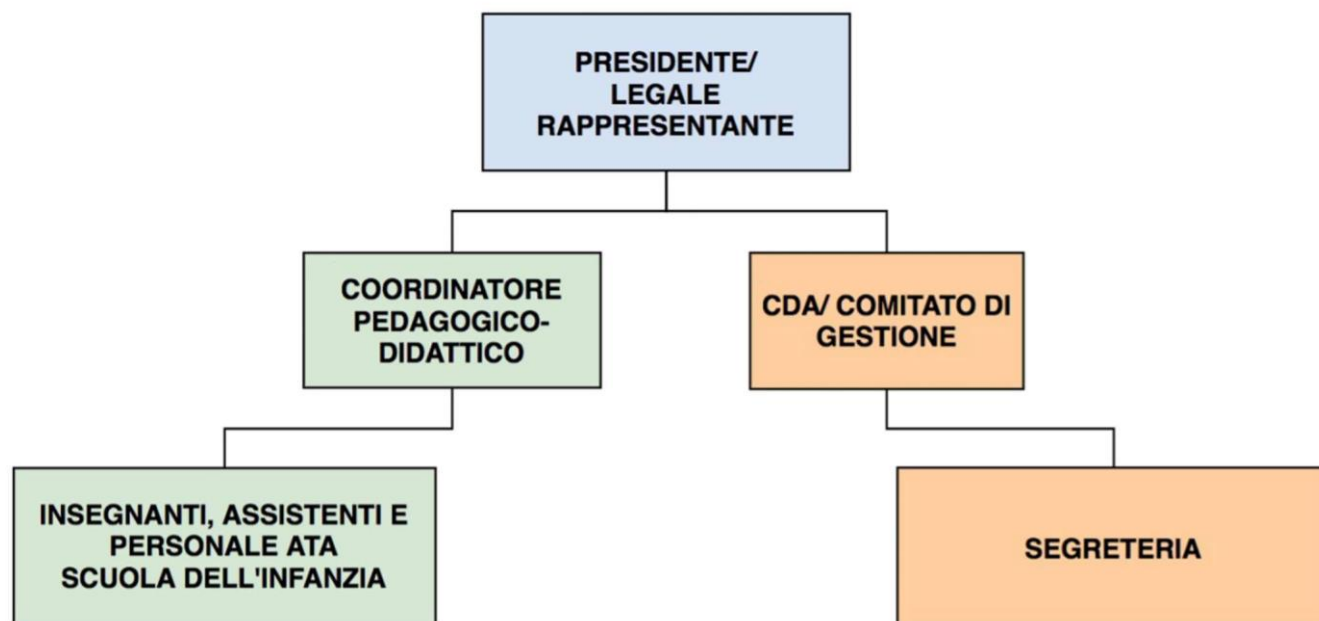 PRESIDENTE/
LEGALE
RAPPRESENTANTE
COORDINATORE
PEDAGOGICO-
DIDATTICO
CDA/ COMITATO DI
GESTIONE
INSEGNANTI, ASSISTENTI E
PERSONALE ATA
SCUOLA DELL'INFANZIA
SEGRETERIA